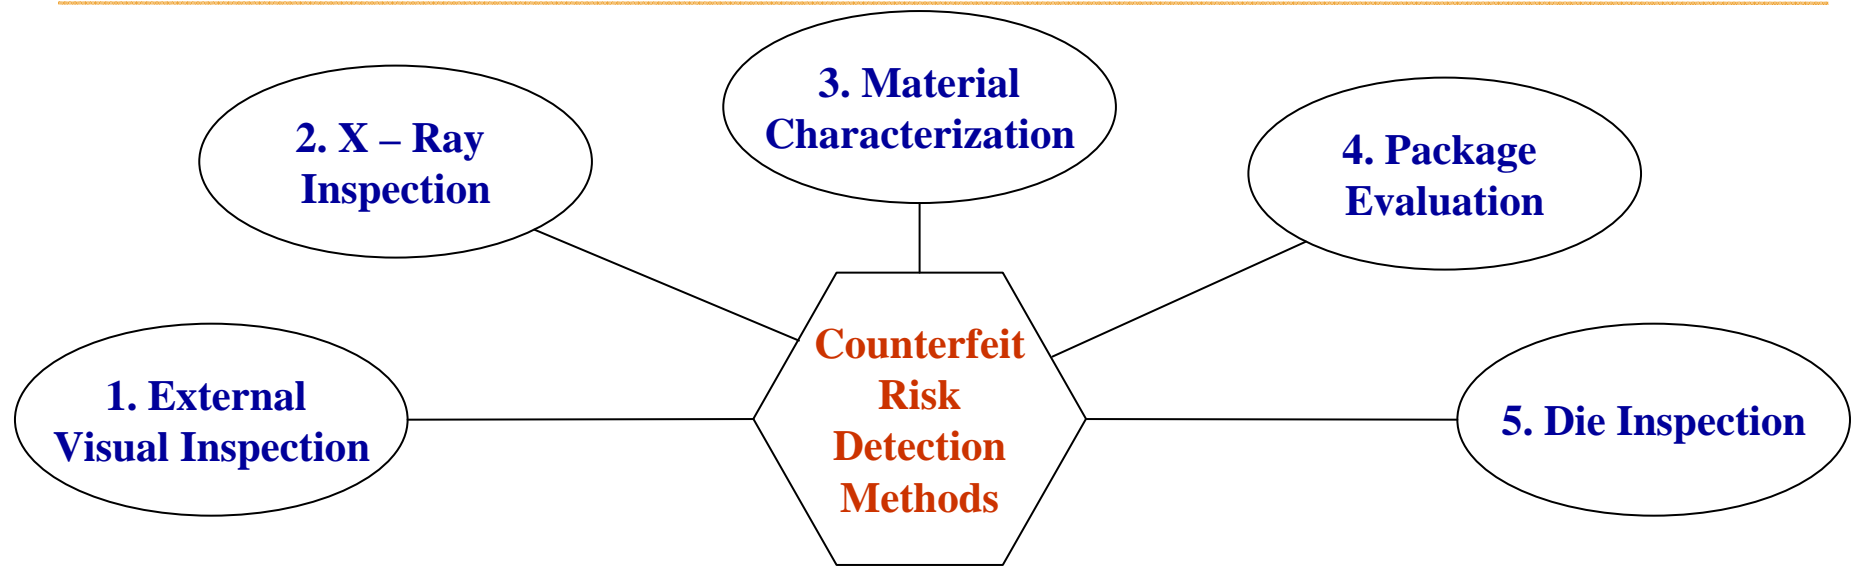 1. External
Visual Inspection
2. X – Ray
Inspection
3. Material
Characterization
4. Package
Evaluation
5. Die Inspection
Counterfeit
Risk
Detection
Methods